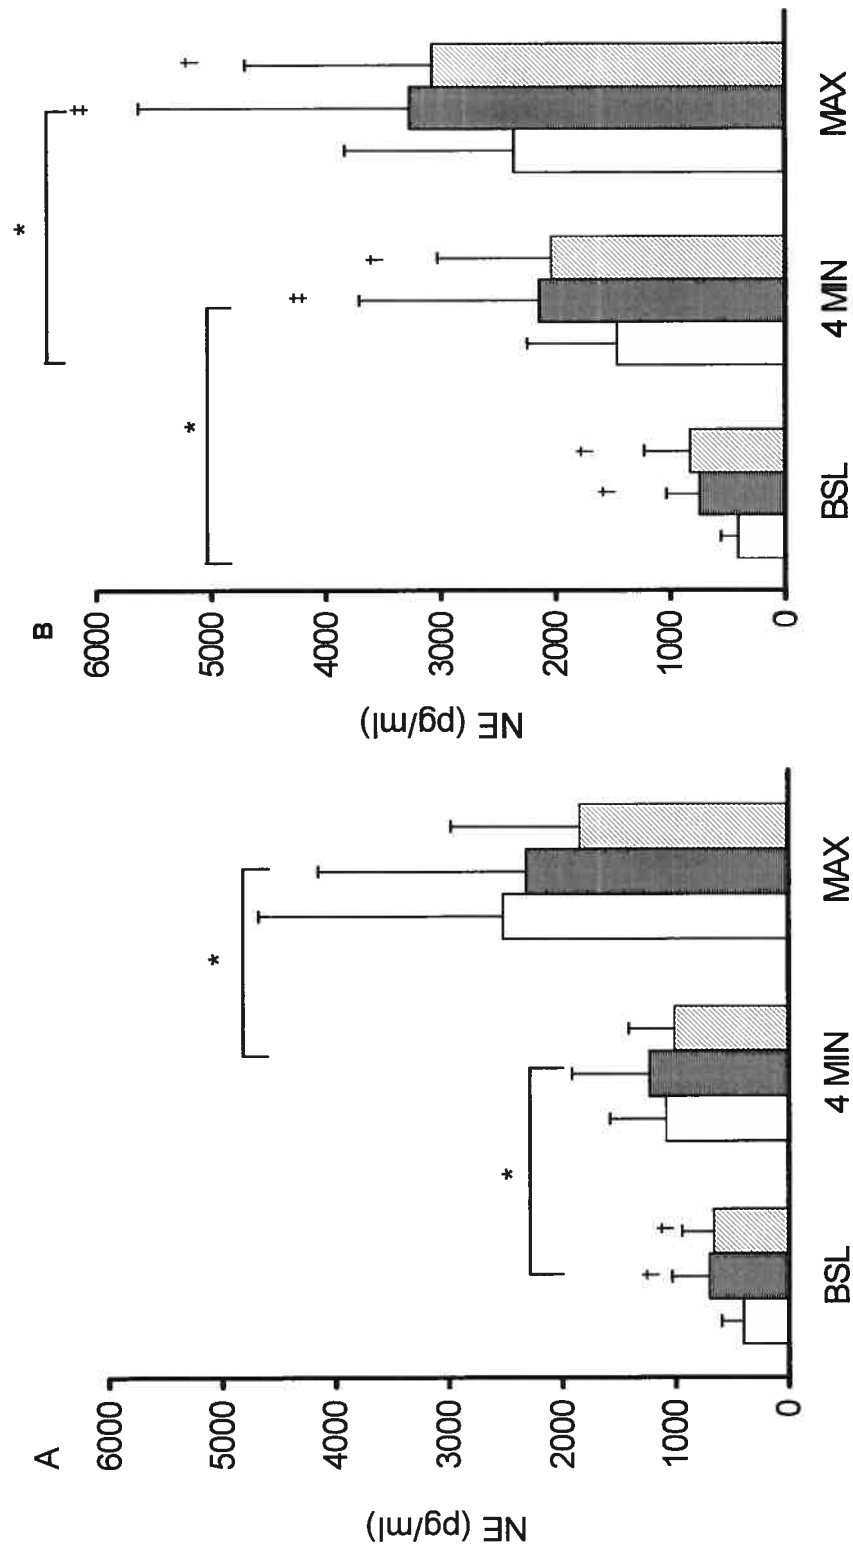 A
NE (pg/ml)
6000
5000
4000
3000
2000
1000
0
*
*
†
†
BSL
4 MIN
MAX
B
NE (pg/ml)
6000
5000
4000
3000
2000
1000
0
*
*
†
†
‡
†
‡
†
BSL
4 MIN
MAX